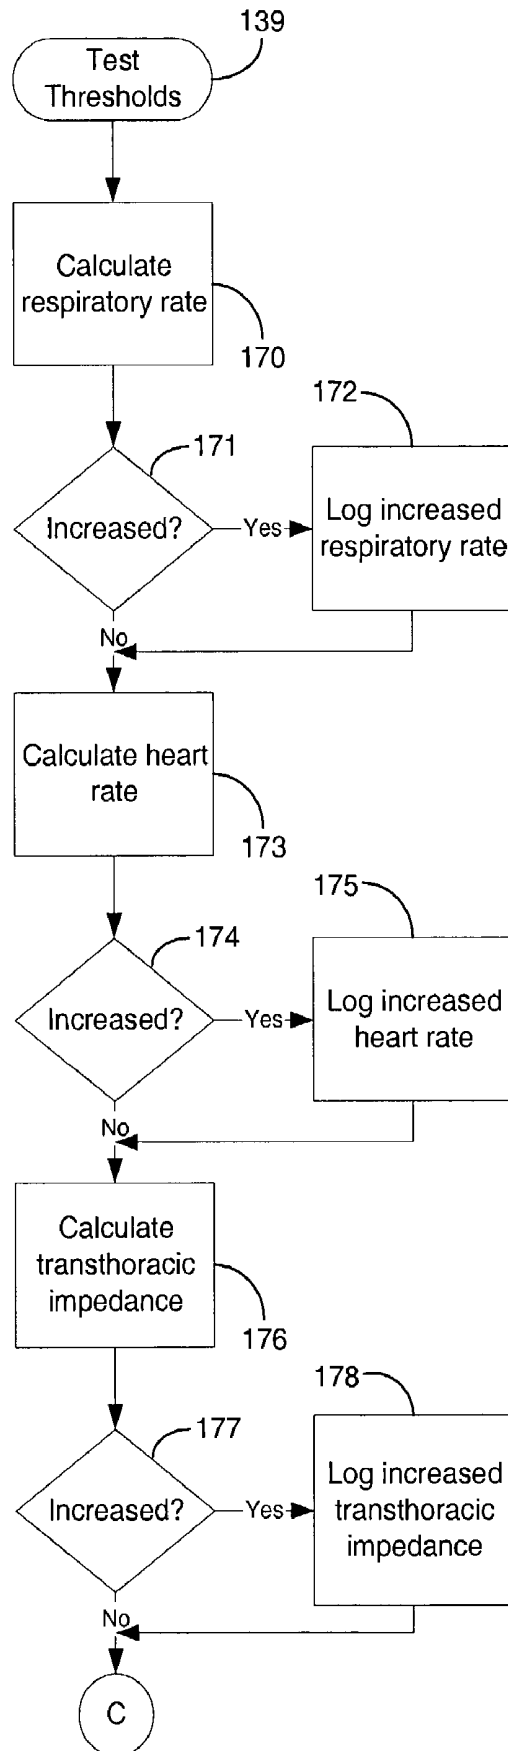 139
Test
Thresholds
Calculate
respiratory rate
170
172
171
Increased?
Yes
Log increased
respiratory rate
No
Calculate heart
rate
173
175
174
Increased?
Yes
Log increased
heart rate
No
Calculate
transthoracic
impedance
176
178
177
Increased?
Yes
Log increased
transthoracic
impedance
No
C